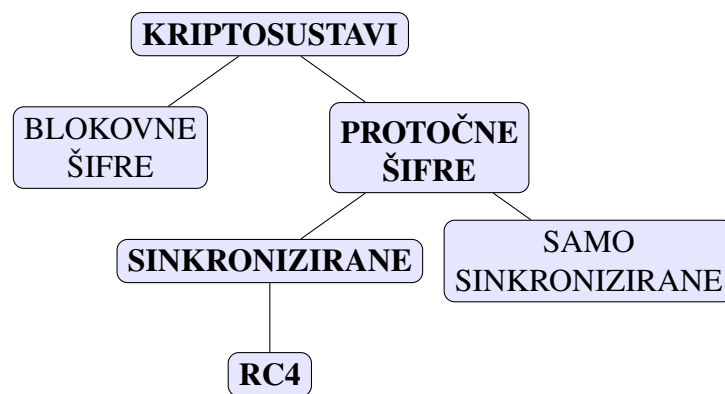 KRIPTOSUSTAVI
BLOKOVNE
ŠIFRE
PROTOČNE
ŠIFRE
SINKRONIZIRANE
SAMO
SINKRONIZIRANE
RC4